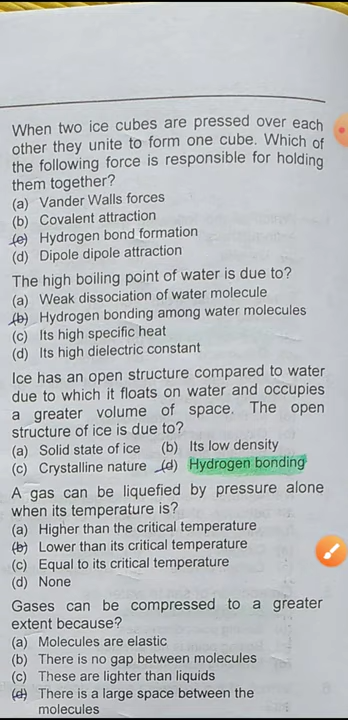 When two ice cubes are pressed over each
other they unite to form one cube. Which of
the following force is responsible for holding
them together?
(a) Vander Walls forces
(b) Covalent attraction
(c) Hydrogen bond formation
(d) Dipole dipole attraction
The high boiling point of water is due to?
(a) Weak dissociation of water molecule
(b) Hydrogen bonding among water molecules
(c) Its high specific heat
(d) Its high dielectric constant
Ice has an open structure compared to water
due to which it floats on water and occupies
a greater volume of space. The open
structure of ice is due to?
(a) Solid state of ice (b) Its low density
(c) Crystalline nature (d) Hydrogen bonding
A gas can be liquefied by pressure alone
when its temperature is?
(a) Higher than the critical temperature
(b) Lower than its critical temperature
(c) Equal to its critical temperature
(d) None
Gases can be compressed to a greater
extent because?
(a) Molecules are elastic
(b) There is no gap between molecules
(c) These are lighter than liquids
(d) There is a large space between the
molecules